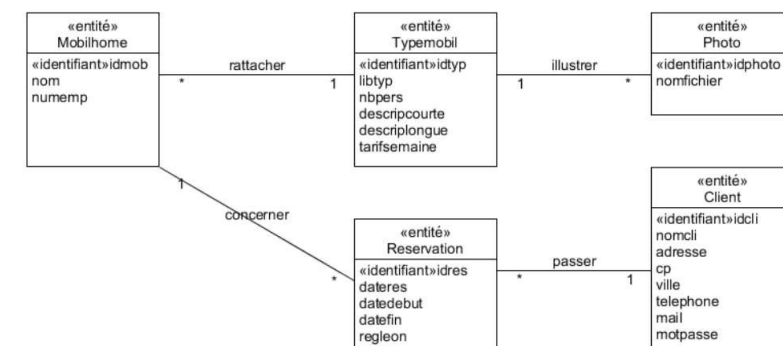 «entité»
Mobilhome
«identifiant»idmob
nom
numemp
rattacher
*
1
«entité»
Typemobil
«identifiant»idtyp
libtyp
nbpers
descripcourte
descriplongue
tarifsemaine
illustrer
1
*
«entité»
Photo
«identifiant»idphoto
nomfichier
1
concerner
*
«entité»
Reservation
«identifiant»idres
dateres
datedebut
datefin
regleon
passer
*
1
«entité»
Client
«identifiant»idcli
nomcli
adresse
cp
ville
telephone
mail
motpasse